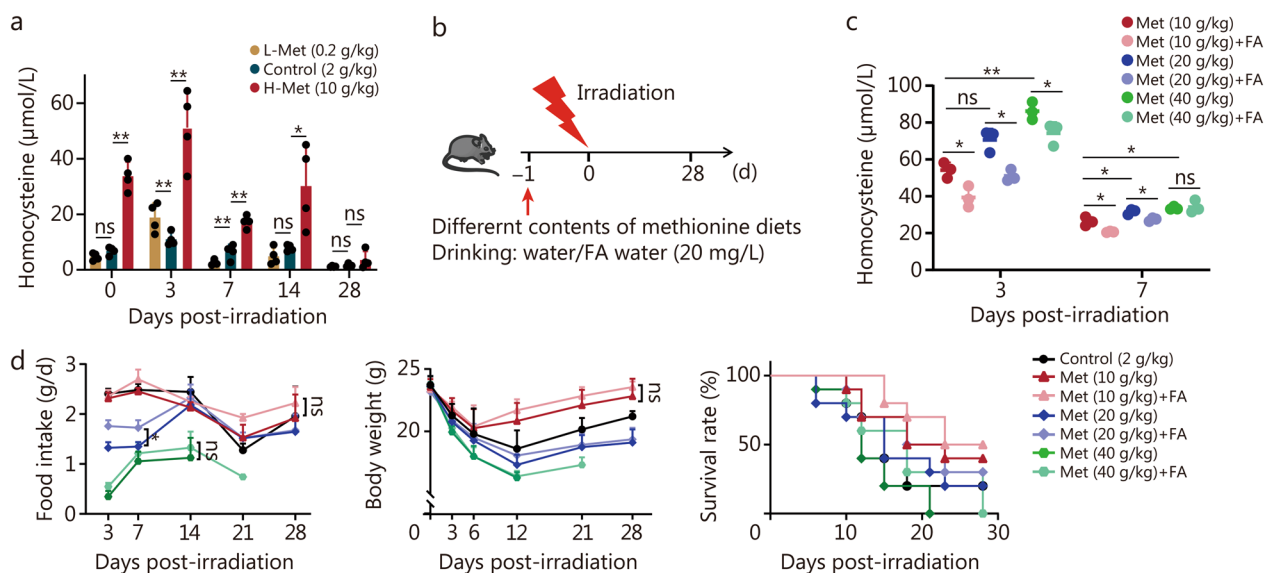 a
L-Met (0.2 g/kg)
Control (2 g/kg)
H-Met (10 g/kg)
Homocysteine (μmol/L)
60
40
20
0
ns
**
**
**
**
**
ns
*
ns
ns
0 3 7 14 28
Days post-irradiation
b
Irradiation
−1 0 28 (d)
Differernt contents of methionine diets
Drinking: water/FA water (20 mg/L)
c
Met (10 g/kg)
Met (10 g/kg)+FA
Met (20 g/kg)
Met (20 g/kg)+FA
Met (40 g/kg)
Met (40 g/kg)+FA
Homocysteine (μmol/L)
100
80
60
40
20
0
**
ns
*
*
*
*
*
*
*
ns
3 7
Days post-irradiation
d
Food intake (g/d)
3
2
1
0
*
ns
ns
3 7 14 21 28
Days post-irradiation
Body weight (g)
25
20
0
ns
3 6 12 21 28
Days post-irradiation
Survival rate (%)
100
50
0
0 10 20 30
Days post-irradiation
Control (2 g/kg)
Met (10 g/kg)
Met (10 g/kg)+FA
Met (20 g/kg)
Met (20 g/kg)+FA
Met (40 g/kg)
Met (40 g/kg)+FA